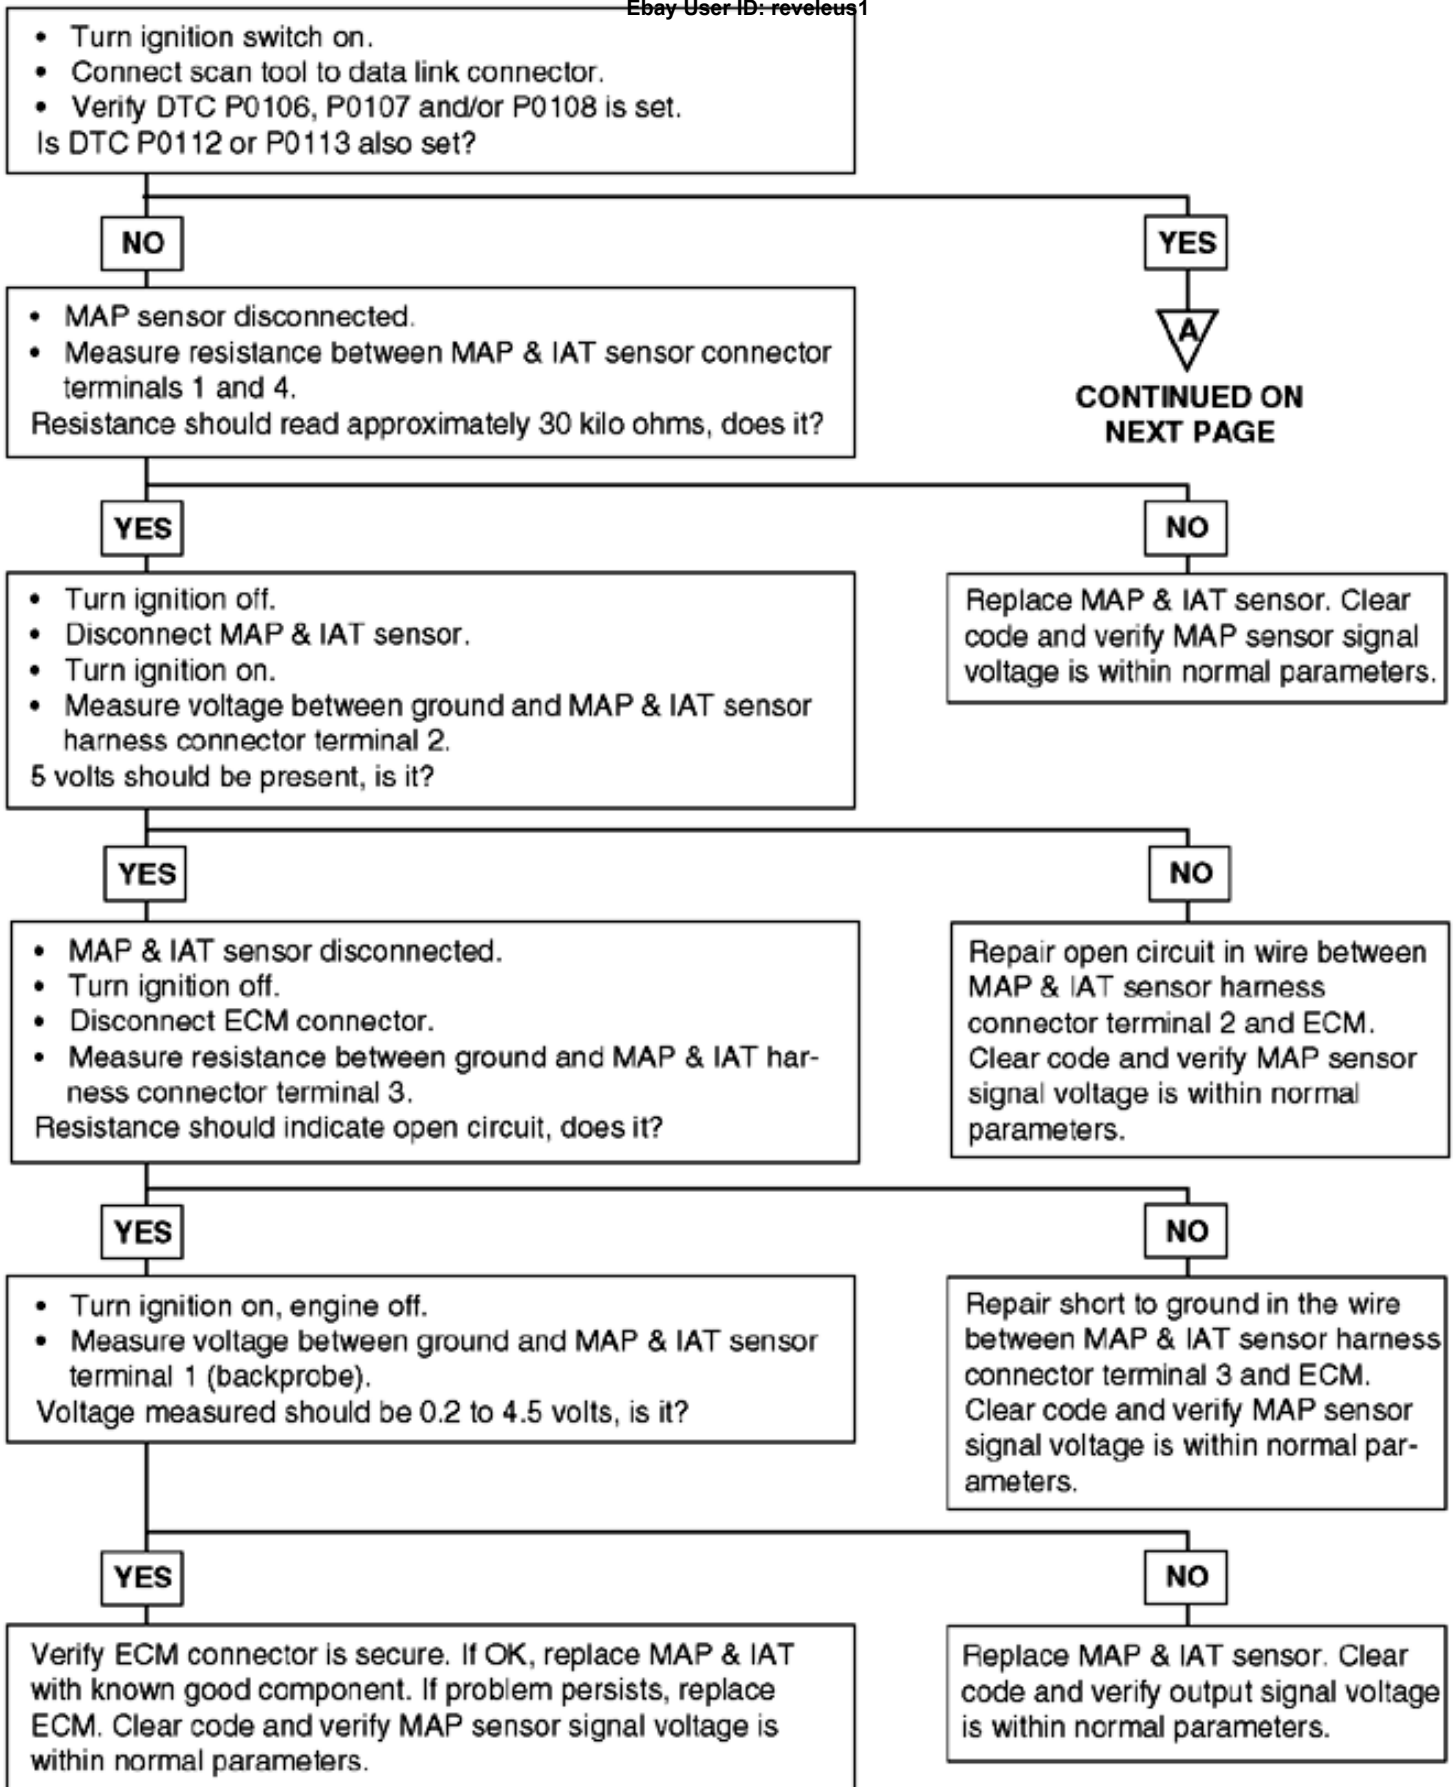 Ebay User ID: reveleus1
• Turn ignition switch on.
• Connect scan tool to data link connector.
• Verify DTC P0106, P0107 and/or P0108 is set.
Is DTC P0112 or P0113 also set?
NO
YES
• MAP sensor disconnected.
• Measure resistance between MAP & IAT sensor connector
terminals 1 and 4.
Resistance should read approximately 30 kilo ohms, does it?
A
CONTINUED ON
NEXT PAGE
YES
NO
• Turn ignition off.
• Disconnect MAP & IAT sensor.
• Turn ignition on.
• Measure voltage between ground and MAP & IAT sensor
harness connector terminal 2.
5 volts should be present, is it?
Replace MAP & IAT sensor. Clear
code and verify MAP sensor signal
voltage is within normal parameters.
YES
NO
• MAP & IAT sensor disconnected.
• Turn ignition off.
• Disconnect ECM connector.
• Measure resistance between ground and MAP & IAT har-
ness connector terminal 3.
Resistance should indicate open circuit, does it?
Repair open circuit in wire between
MAP & IAT sensor harness
connector terminal 2 and ECM.
Clear code and verify MAP sensor
signal voltage is within normal
parameters.
YES
NO
• Turn ignition on, engine off.
• Measure voltage between ground and MAP & IAT sensor
terminal 1 (backprobe).
Voltage measured should be 0.2 to 4.5 volts, is it?
Repair short to ground in the wire
between MAP & IAT sensor harness
connector terminal 3 and ECM.
Clear code and verify MAP sensor
signal voltage is within normal par-
ameters.
YES
NO
Verify ECM connector is secure. If OK, replace MAP & IAT
with known good component. If problem persists, replace
ECM. Clear code and verify MAP sensor signal voltage is
within normal parameters.
Replace MAP & IAT sensor. Clear
code and verify output signal voltage
is within normal parameters.